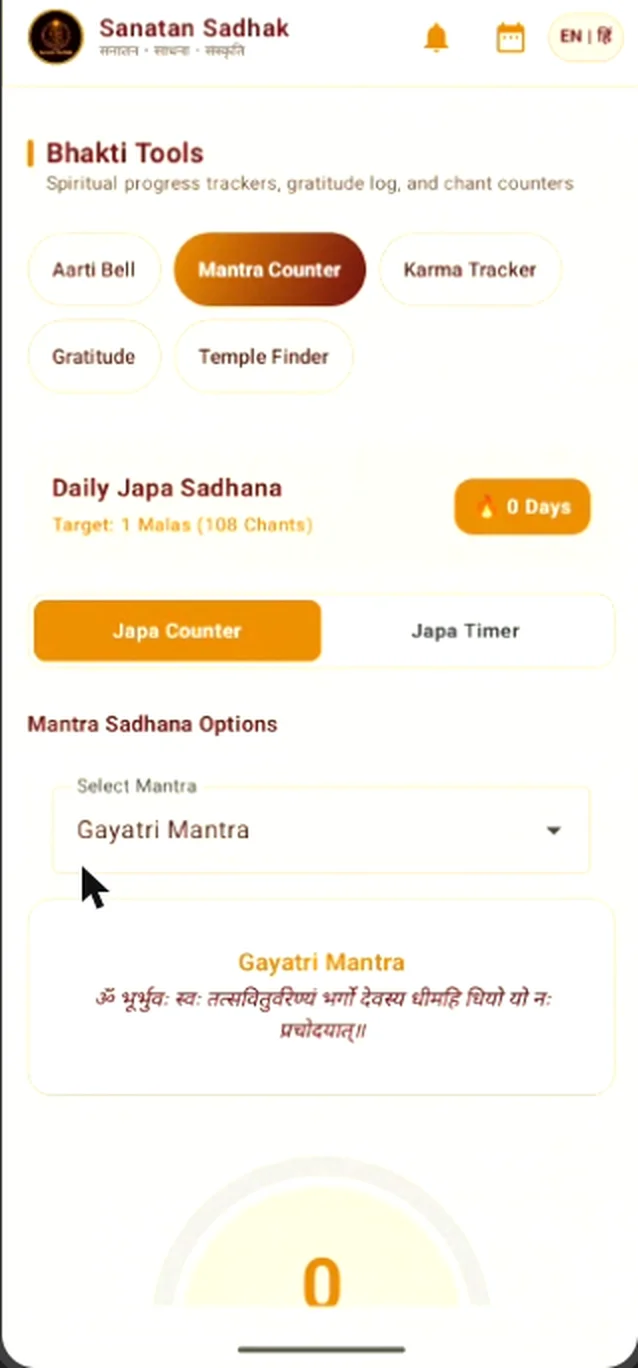 Sanatan Sadhak
सनातन • साधना • संस्कृति
EN | हिं
Bhakti Tools
Spiritual progress trackers, gratitude log, and chant counters
Aarti Bell
Mantra Counter
Karma Tracker
Gratitude
Temple Finder
Daily Japa Sadhana
Target: 1 Malas (108 Chants)
🔥 0 Days
Japa Counter
Japa Timer
Mantra Sadhana Options
Select Mantra
Gayatri Mantra
Gayatri Mantra
ॐ भूर्भुवः स्वः तत्सवितुर्वरेण्यं भर्गो देवस्य धीमहि धियो यो नः
प्रचोदयात्॥
0